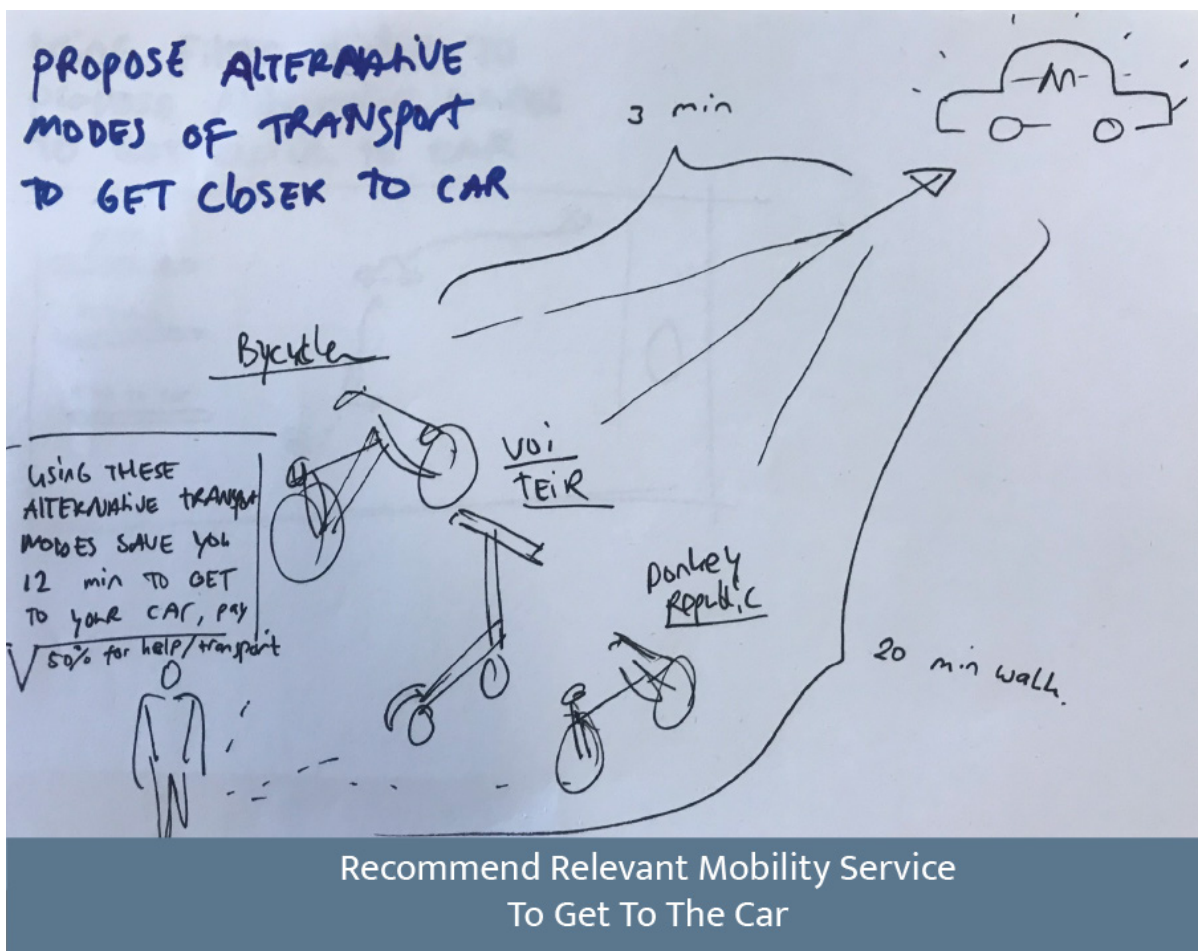 PROPOSE ALTERNATIVE
MODES OF TRANSPORT
TO GET CLOSER TO CAR
3 min
Bycycle
VOI
TEIR
USING THESE
ALTERNATIVE TRANSPORT
MODES SAVE YOU
12 min TO GET
TO YOUR CAR, PAY
50% for help/transport
Donkey
Republic
20 min walk.
Recommend Relevant Mobility Service
To Get To The Car